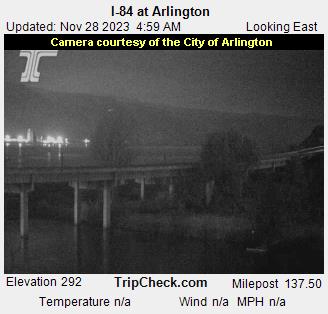 I-84 at Arlington
Updated: Nov 28 2023 4:59 AM Looking East
Camera courtesy of the City of Arlington
Elevation 292 TripCheck.com Milepost 137.50
Temperature n/a Wind n/a MPH n/a